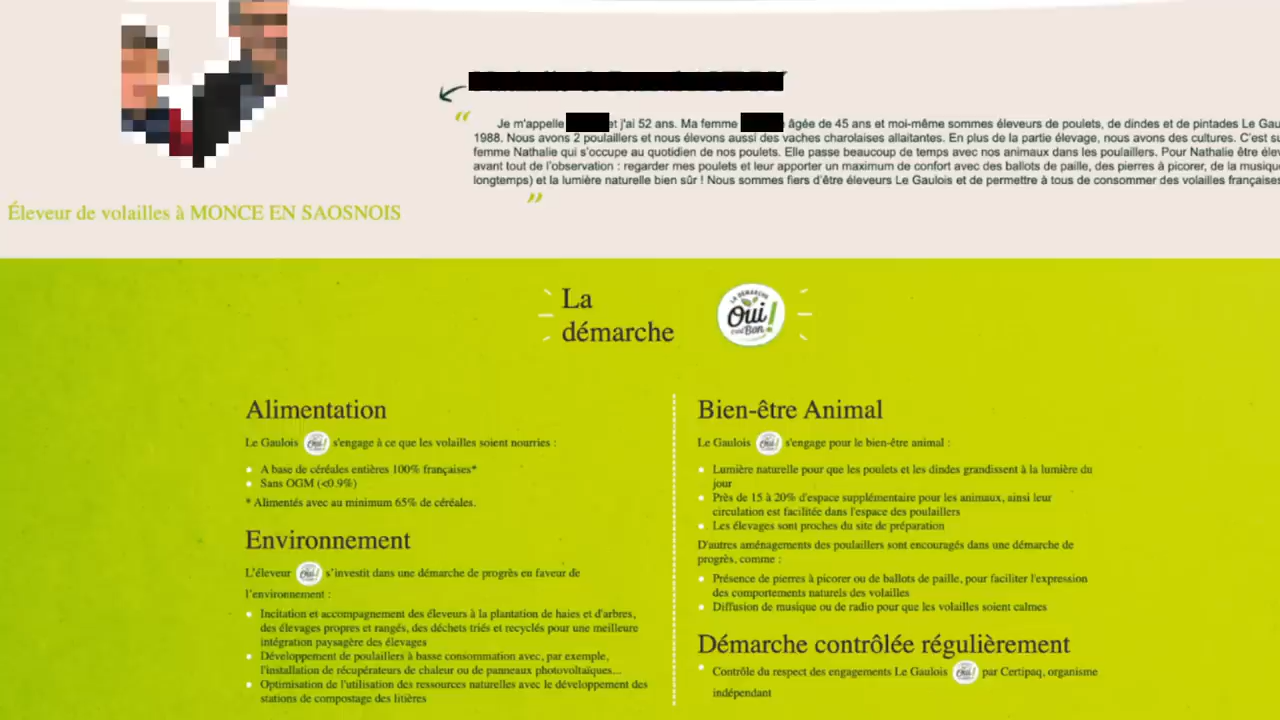 Je m'appelle et j'ai 52 ans. Ma femme âgée de 45 ans et moi-même sommes éleveurs de poulets, de dindes et de pintades Le Gau
1988. Nous avons 2 poulaillers et nous élevons aussi des vaches charolaises allaitantes. En plus de la partie élevage, nous avons des cultures. C'est su
femme Nathalie qui s'occupe au quotidien de nos poulets. Elle passe beaucoup de temps avec nos animaux dans les poulaillers. Pour Nathalie être élev
avant tout de l'observation : regarder mes poulets et leur apporter un maximum de confort avec des ballots de paille, des pierres à picorer, de la musique
longtemps) et la lumière naturelle bien sûr ! Nous sommes fiers d'être éleveurs Le Gaulois et de permettre à tous de consommer des volailles françaises
Éleveur de volailles à MONCE EN SAOSNOIS
La
démarche
LA DÉMARCHE
Oui!
C'EST Bon
Alimentation
Le Gaulois Oui! s'engage à ce que les volailles soient nourries :
A base de céréales entières 100% françaises*
Sans OGM (<0.9%)
* Alimentés avec au minimum 65% de céréales.
Environnement
L'éleveur Oui! s'investit dans une démarche de progrès en faveur de
l'environnement :
Incitation et accompagnement des éleveurs à la plantation de haies et d'arbres,
des élevages propres et rangés, des déchets triés et recyclés pour une meilleure
intégration paysagère des élevages
Développement de poulaillers à basse consommation avec, par exemple,
l'installation de récupérateurs de chaleur ou de panneaux photovoltaïques...
Optimisation de l'utilisation des ressources naturelles avec le développement des
stations de compostage des litières
Bien-être Animal
Le Gaulois Oui! s'engage pour le bien-être animal :
Lumière naturelle pour que les poulets et les dindes grandissent à la lumière du
jour
Près de 15 à 20% d'espace supplémentaire pour les animaux, ainsi leur
circulation est facilitée dans l'espace des poulaillers
Les élevages sont proches du site de préparation
D'autres aménagements des poulaillers sont encouragés dans une démarche de
progrès, comme :
Présence de pierres à picorer ou de ballots de paille, pour faciliter l'expression
des comportements naturels des volailles
Diffusion de musique ou de radio pour que les volailles soient calmes
Démarche contrôlée régulièrement
Contrôle du respect des engagements Le Gaulois Oui! par Certipaq, organisme
indépendant